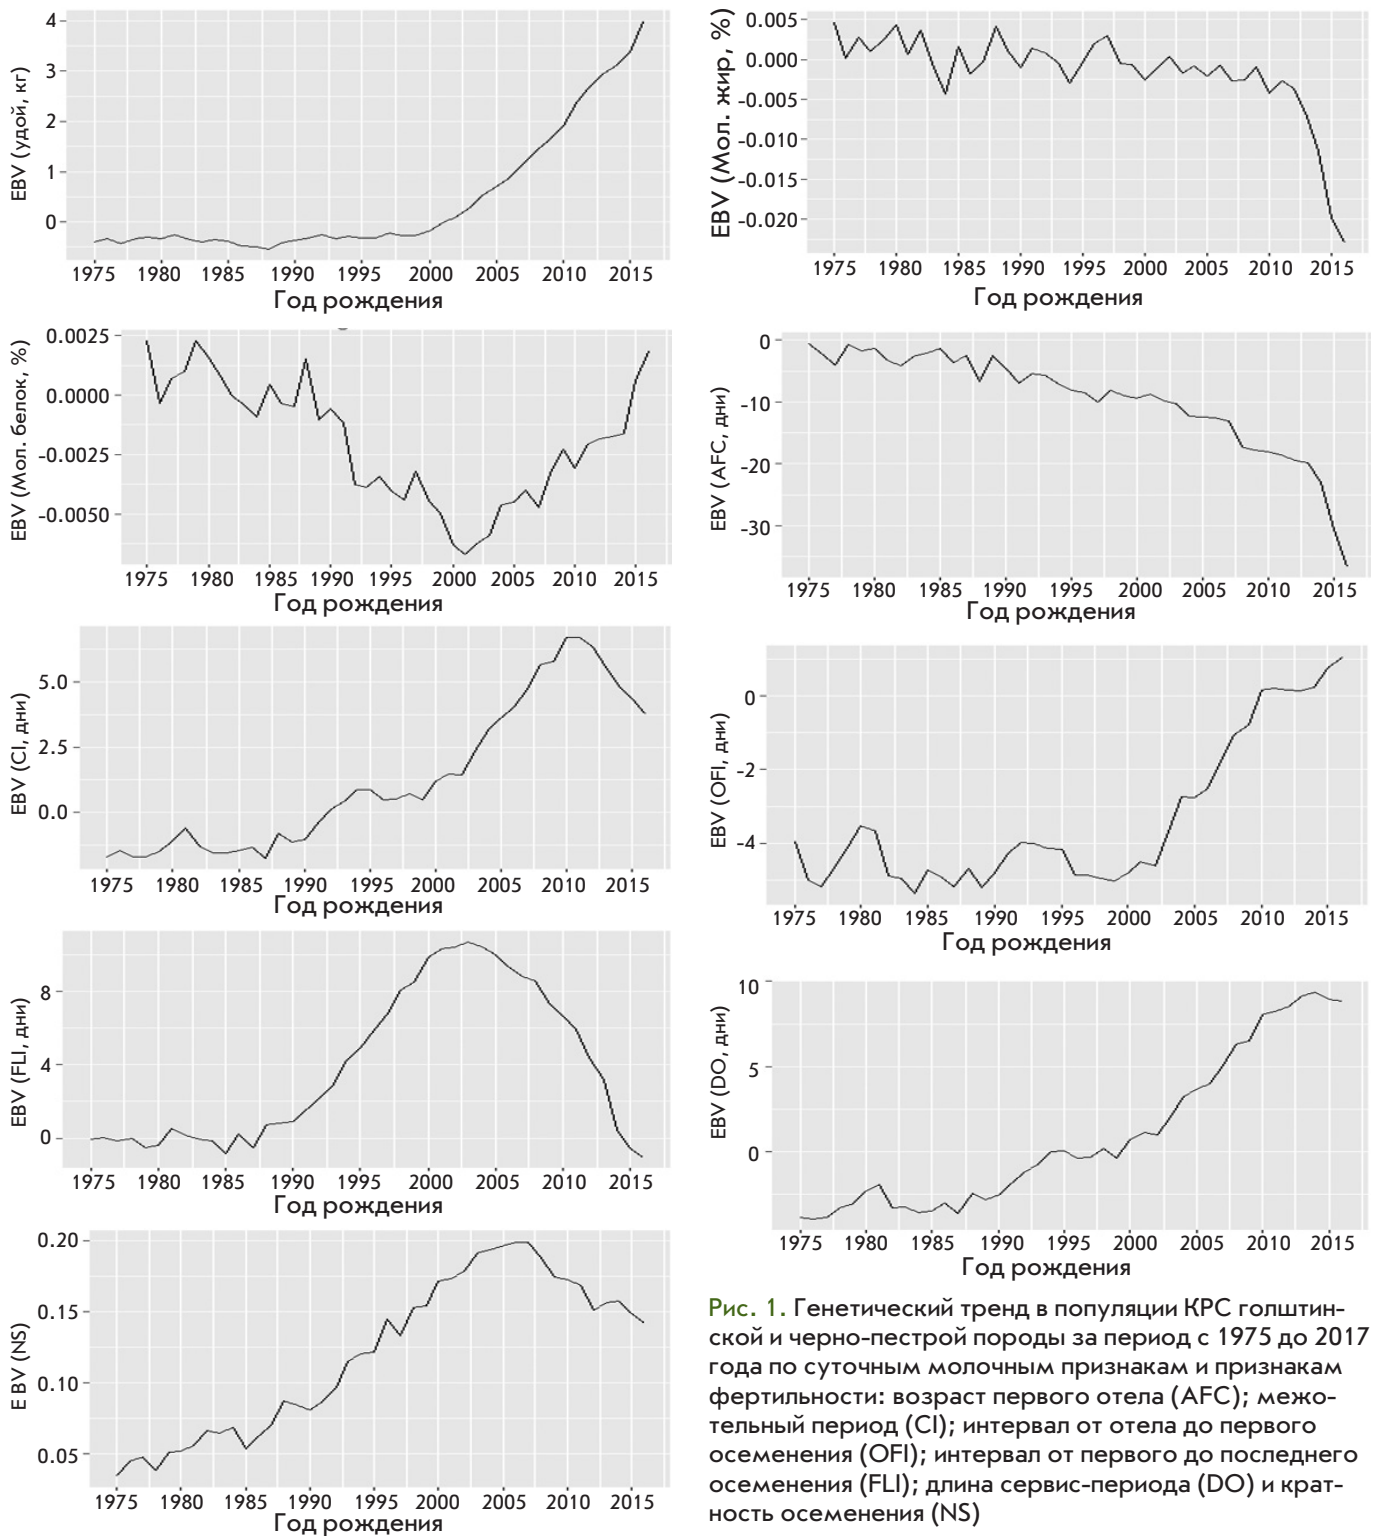 EBV (удой, кг)
4
3
2
1
0
1975 1980 1985 1990 1995 2000 2005 2010 2015
Год рождения
EBV (Мол. жир, %)
0.005
0.000
-0.005
-0.010
-0.015
-0.020
1975 1980 1985 1990 1995 2000 2005 2010 2015
Год рождения
EBV (Мол. белок, %)
0.0025
0.0000
-0.0025
-0.0050
1975 1980 1985 1990 1995 2000 2005 2010 2015
Год рождения
EBV (AFC, дни)
0
-10
-20
-30
1975 1980 1985 1990 1995 2000 2005 2010 2015
Год рождения
EBV (CI, дни)
5.0
2.5
0.0
1975 1980 1985 1990 1995 2000 2005 2010 2015
Год рождения
EBV (OFI, дни)
0
-2
-4
1975 1980 1985 1990 1995 2000 2005 2010 2015
Год рождения
EBV (FLI, дни)
8
4
0
1975 1980 1985 1990 1995 2000 2005 2010 2015
Год рождения
EBV (DO, дни)
10
5
0
1975 1980 1985 1990 1995 2000 2005 2010 2015
Год рождения
E BV (NS)
0.20
0.15
0.10
0.05
1975 1980 1985 1990 1995 2000 2005 2010 2015
Год рождения
Рис. 1. Генетический тренд в популяции КРС голштин-
ской и черно-пестрой породы за период с 1975 до 2017
года по суточным молочным признакам и признакам
фертильности: возраст первого отела (AFC); межо-
тельный период (CI); интервал от отела до первого
осеменения (OFI); интервал от первого до последнего
осеменения (FLI); длина сервис-периода (DO) и крат-
ность осеменения (NS)